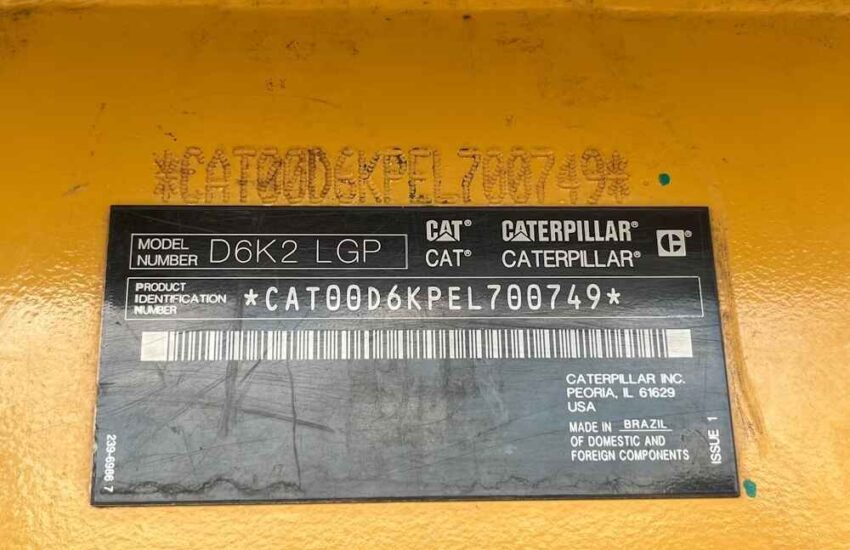 *CAT00D6KPEL700749*
MODEL NUMBER D6K2 LGP
CAT® CATERPILLAR®
CAT® CATERPILLAR®
PRODUCT IDENTIFICATION NUMBER *CAT00D6KPEL700749*
CATERPILLAR INC.
PEORIA, IL 61629
USA
MADE IN BRAZIL
OF DOMESTIC AND
FOREIGN COMPONENTS
ISSUE 1
239-6986 7